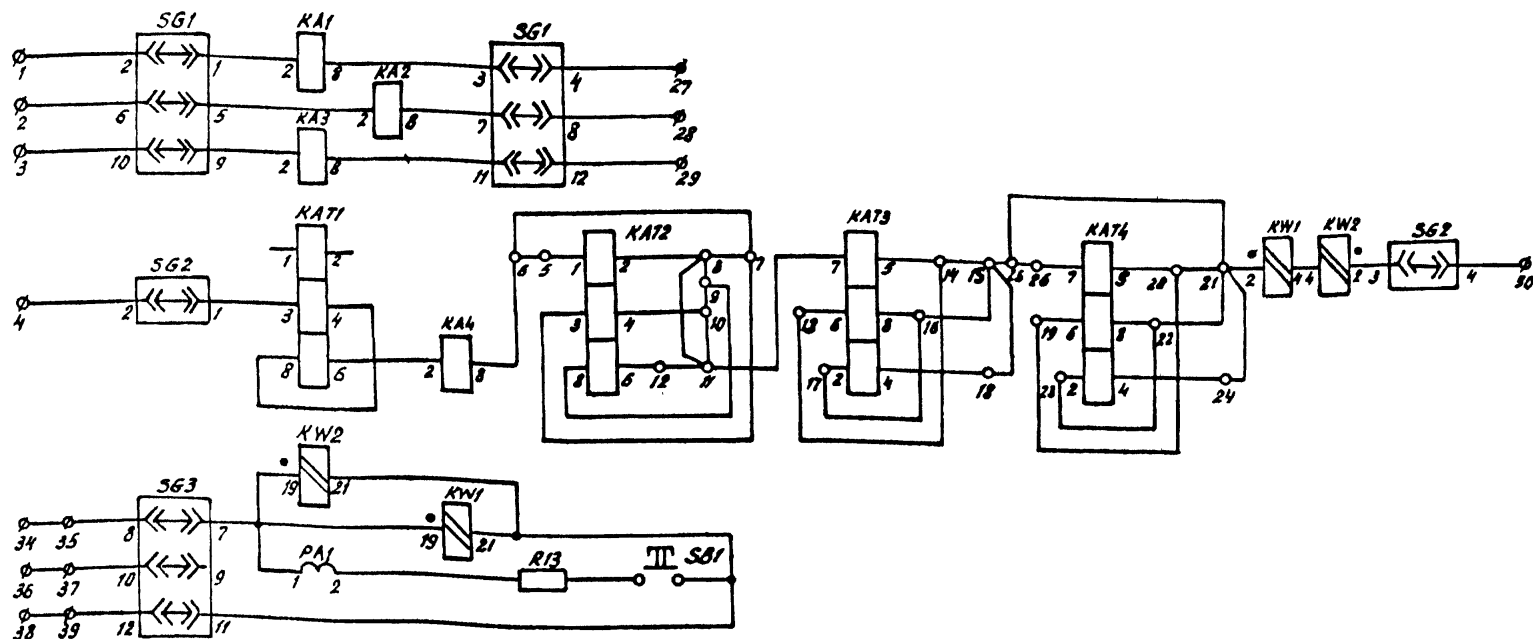 SG1 KA1 SG1
1 2 1 2 8 KA2 3 4 27
2 6 5 2 8 7 8 28
KA3
3 10 9 2 8 11 12 29
KAT1 KAT2 KAT3 KAT4 KW1 KW2 SG2
1 2 6 5 1 2 8 7 7 5 14 15 26 7 5 20 21 2 4 4 2 3 4 30
SG2
4 2 1 3 4 3 4 9 10 13 6 8 16 19 6 8 22
8 6 KA4 2 8 8 6 12 11 17 2 4 18 23 2 4 24
KW2
19 21
SG3 KW1
34 35 8 7 19 21
36 37 10 9 PA1 1 2 R13 SB1
38 39 12 11